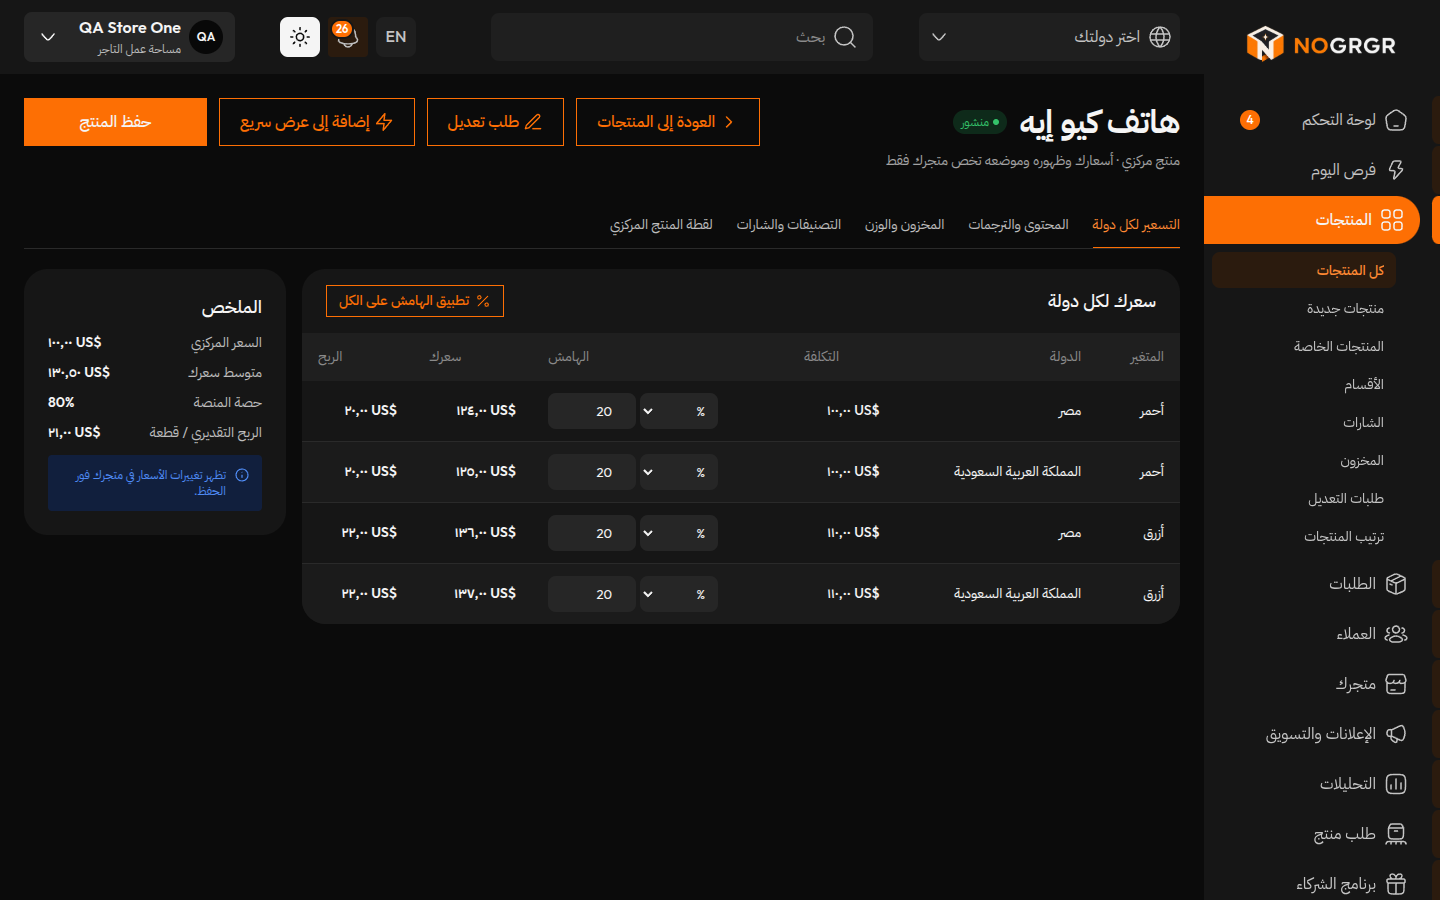 NOGRGR
اختر دولتك
بحث
EN
26
QA Store One
مساحة عمل التاجر
QA
لوحة التحكم
4
فرص اليوم
المنتجات
كل المنتجات
منتجات جديدة
المنتجات الخاصة
الأقسام
الشارات
المخزون
طلبات التعديل
ترتيب المنتجات
الطلبات
العملاء
متجرك
الإعلانات والتسويق
التحليلات
طلب منتج
برنامج الشركاء
هاتف كيو إيه
منشور
منتج مركزي · أسعارك وظهوره وموضعه تخص متجرك فقط
العودة إلى المنتجات
طلب تعديل
إضافة إلى عرض سريع
حفظ المنتج
التسعير لكل دولة
المحتوى والترجمات
المخزون والوزن
التصنيفات والشارات
لقطة المنتج المركزي
سعرك لكل دولة
تطبيق الهامش على الكل
المتغير الدولة التكلفة الهامش سعرك الربح
أحمر مصر ١٠٠,٠٠ US$ % 20 ١٢٤,٠٠ US$ ٢٠,٠٠ US$
أحمر المملكة العربية السعودية ١٠٠,٠٠ US$ % 20 ١٢٥,٠٠ US$ ٢٠,٠٠ US$
أزرق مصر ١١٠,٠٠ US$ % 20 ١٣٦,٠٠ US$ ٢٢,٠٠ US$
أزرق المملكة العربية السعودية ١١٠,٠٠ US$ % 20 ١٣٧,٠٠ US$ ٢٢,٠٠ US$
الملخص
السعر المركزي ١٠٠,٠٠ US$
متوسط سعرك ١٣٠,٥٠ US$
حصة المنصة 80%
الربح التقديري / قطعة ٢١,٠٠ US$
تظهر تغييرات الأسعار في متجرك فور
الحفظ.